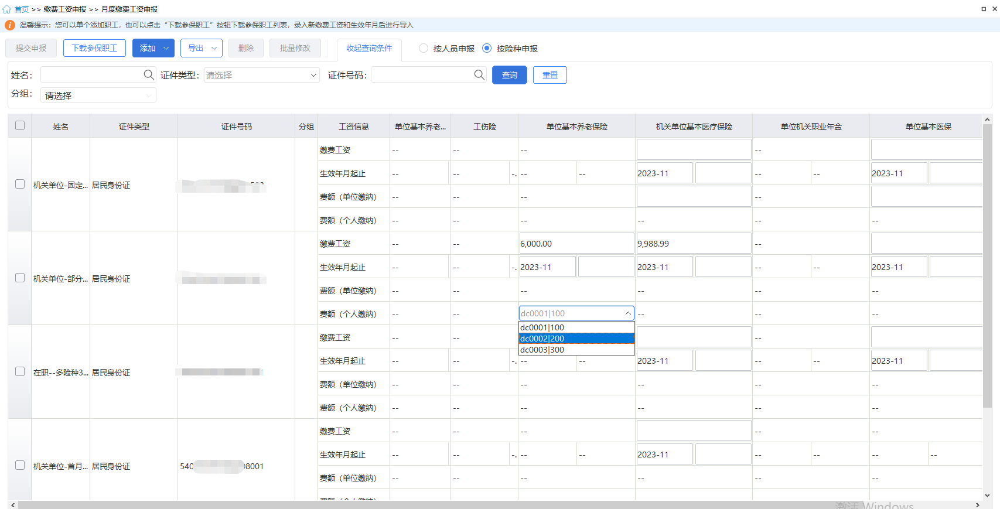 首页 >> 缴费工资申报 >> 月度缴费工资申报
温馨提示：您可以单个添加职工，也可以点击“下载参保职工”按钮下载参保职工列表，录入新缴费工资和生效年月后进行导入
提交申报 下载参保职工 添加 导出 删除 批量修改 收起查询条件 按人员申报 按险种申报
姓名： 证件类型： 请选择 证件号码： 查询 重置
分组： 请选择
姓名 证件类型 证件号码 分组 工资信息 单位基本养老... 工伤险 单位基本养老保险 机关单位基本医疗保险 单位机关职业年金 单位基本医保
缴费工资 -- -- -- --
生效年月起止 -- -- -. -- -- 2023-11 -- -- 2023-11
机关单位-固定... 居民身份证
费额（单位缴纳） -- -- -- --
费额（个人缴纳） -- -- -- -- -- --
缴费工资 -- -- 6,000.00 9,988.99 --
生效年月起止 -- -- -. 2023-11 2023-11 -- -- 2023-11
机关单位-部分... 居民身份证
费额（单位缴纳） -- -- -- -- -- --
费额（个人缴纳） -- -- dc0001|100 -- -- --
dc0001|100
缴费工资 -- -- dc0002|200 --
dc0003|300
生效年月起止 -- -- -. -- -- 2023-11 -- -- 2023-11
在职--多险种3... 居民身份证
费额（单位缴纳） -- -- -- -- -- --
费额（个人缴纳） -- -- -- -- -- --
缴费工资 -- -- -- -- --
生效年月起止 -- -- -. -- -- 2023-11 -- -- -- --
机关单位-首月... 居民身份证 540 98001
费额（单位缴纳） -- -- -- -- -- --
费额（个人缴纳）
激活 Windows